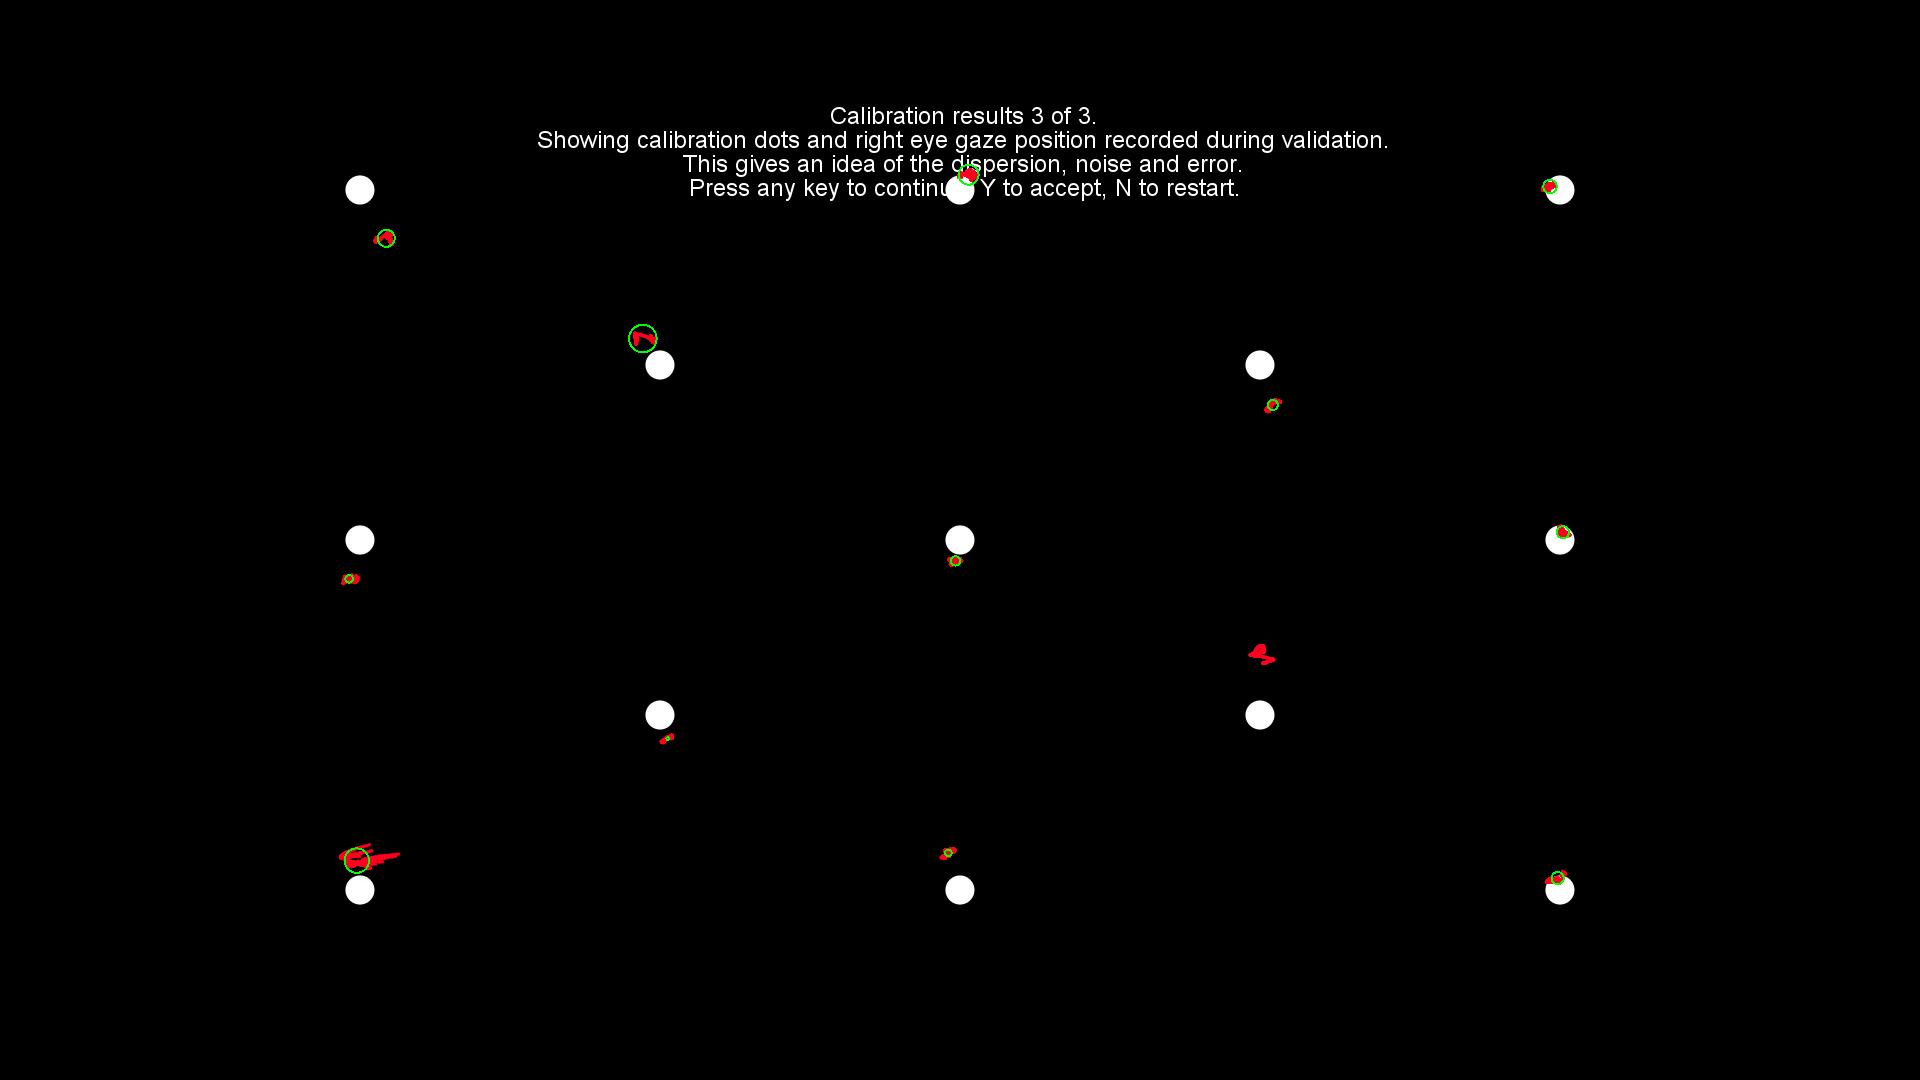 Calibration results 3 of 3.
Showing calibration dots and right eye gaze position recorded during validation.
This gives an idea of the dispersion, noise and error.
Press any key to continu Y to accept, N to restart.